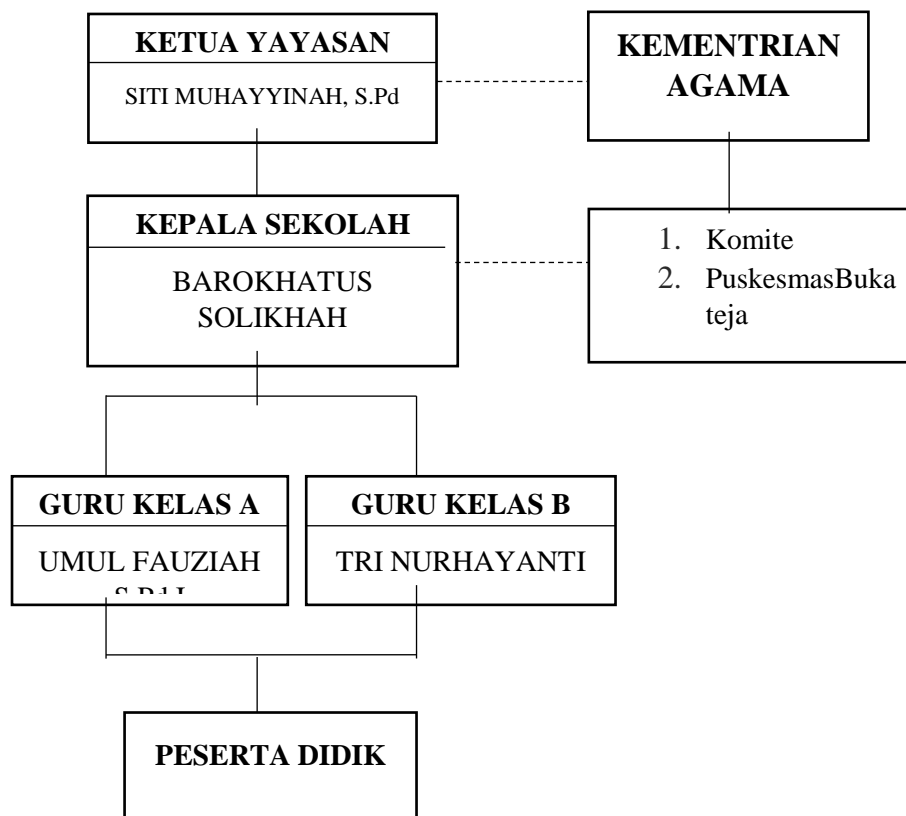 KETUA YAYASAN
SITI MUHAYYINAH, S.Pd
KEMENTRIAN
AGAMA
KEPALA SEKOLAH
BAROKHATUS
SOLIKHAH
1. Komite
2. PuskesmasBuka
teja
GURU KELAS A
UMUL FAUZIAH
GURU KELAS B
TRI NURHAYANTI
PESERTA DIDIK